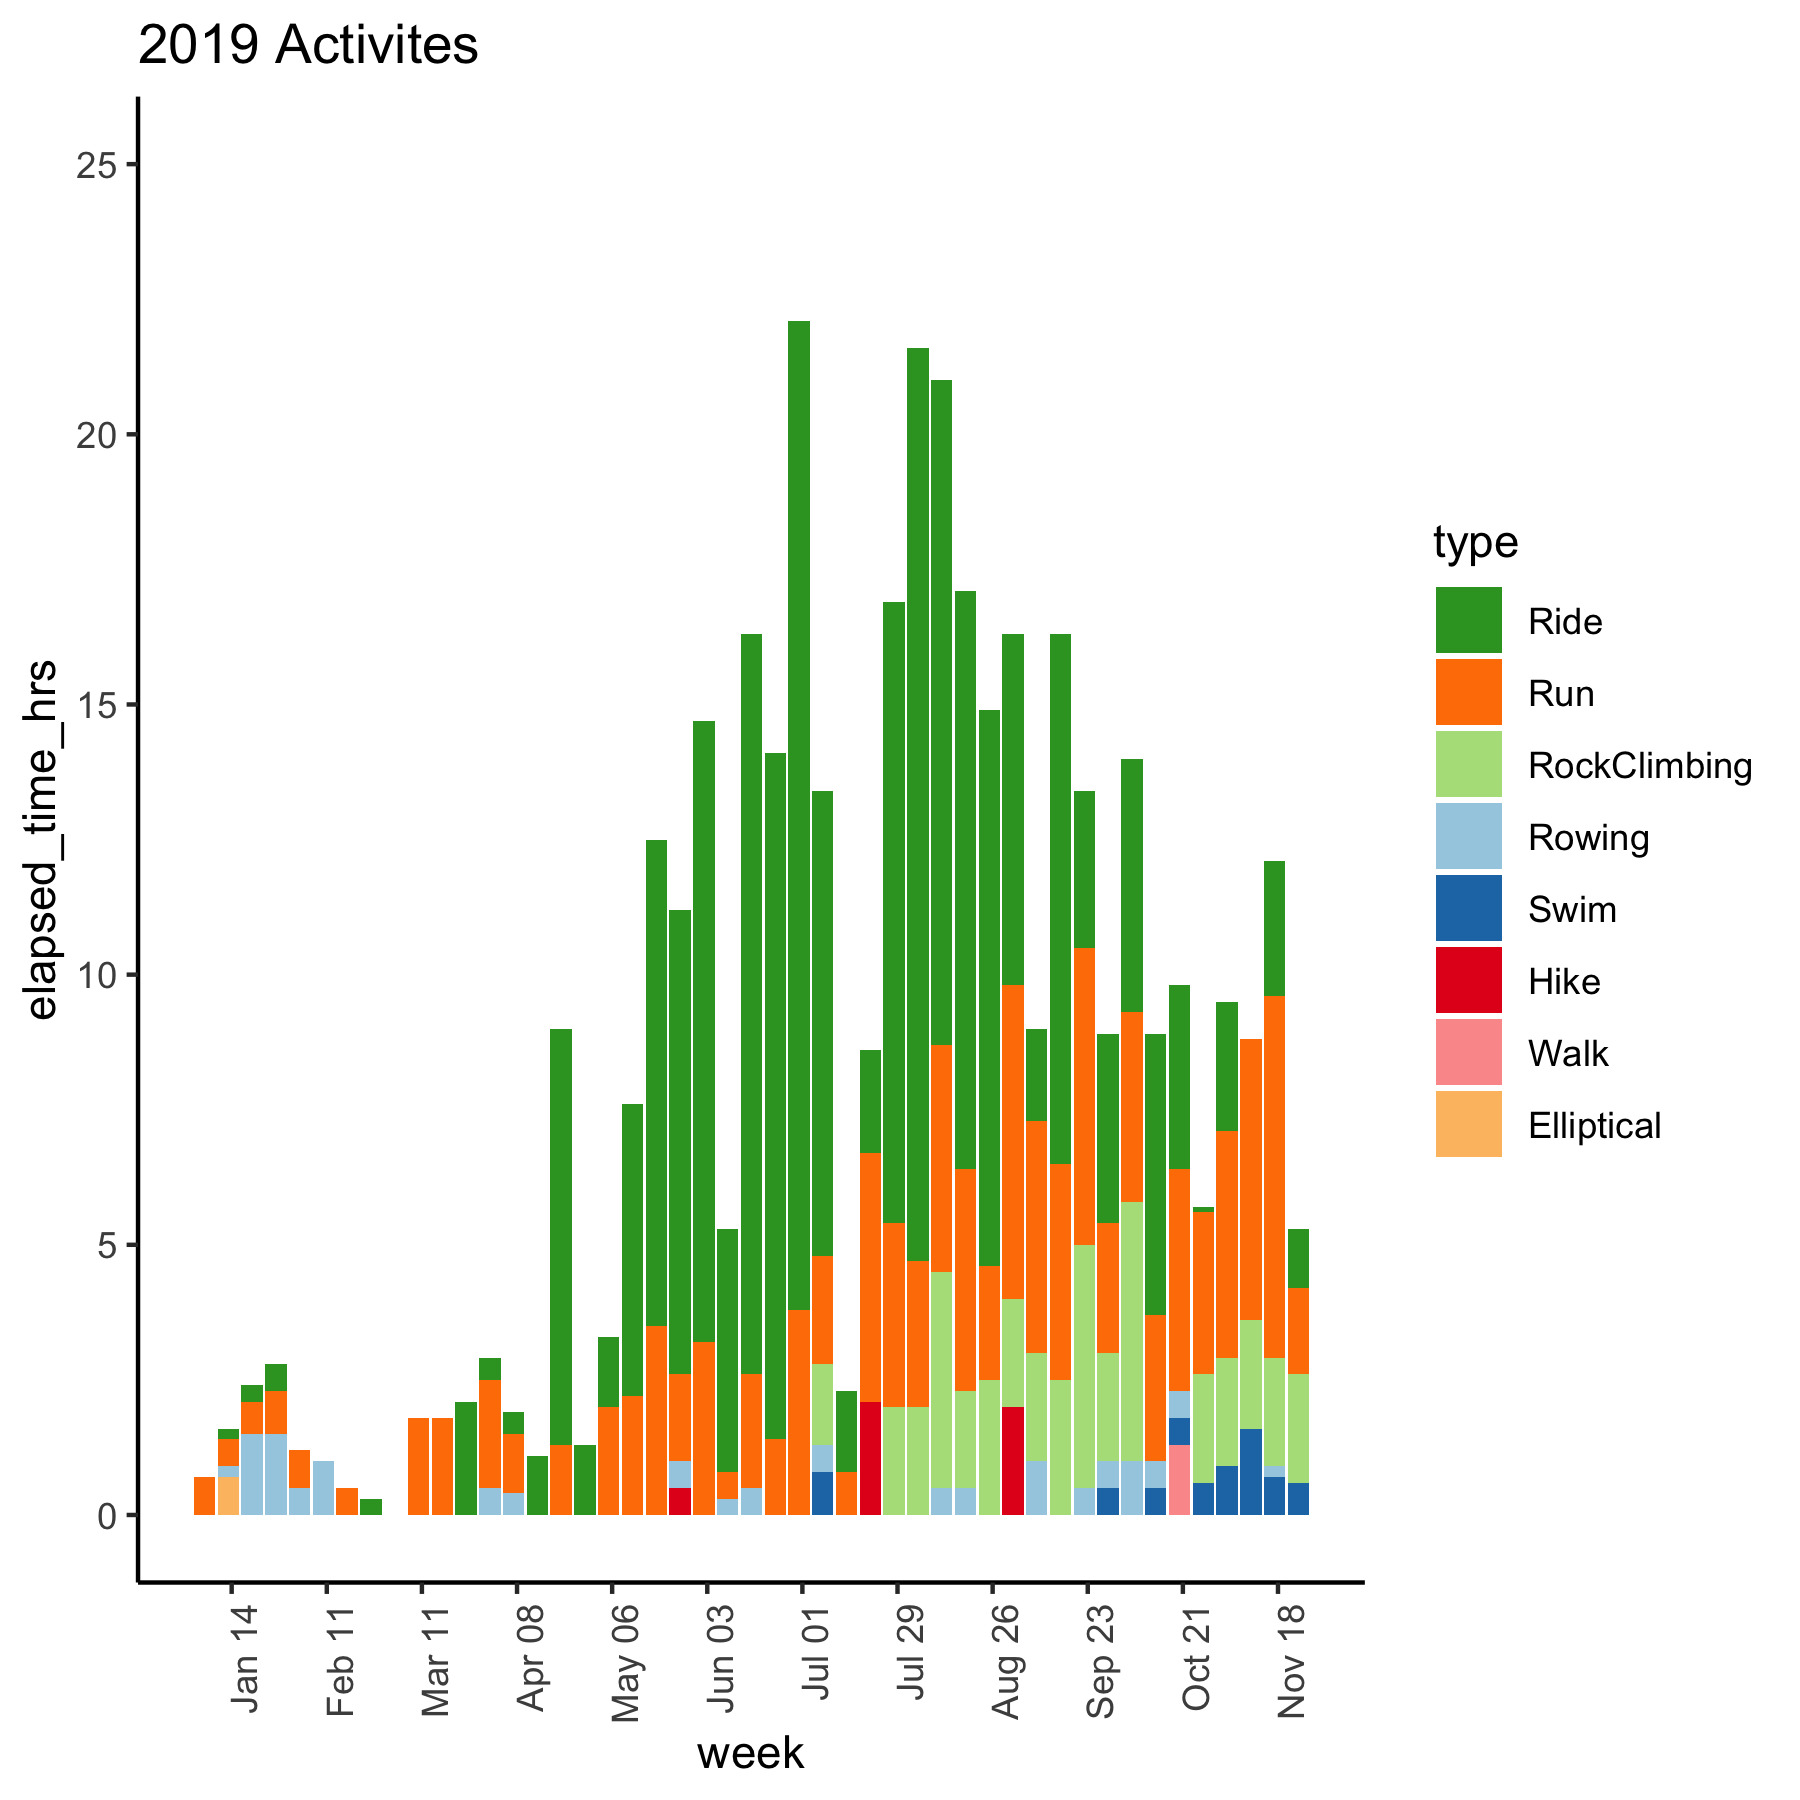 2019 Activites
elapsed_time_hrs
25
20
15
10
5
0
Jan 14
Feb 11
Mar 11
Apr 08
May 06
Jun 03
Jul 01
Jul 29
Aug 26
Sep 23
Oct 21
Nov 18
week
type
Ride
Run
RockClimbing
Rowing
Swim
Hike
Walk
Elliptical